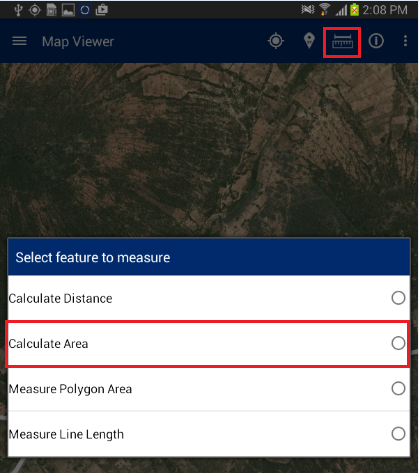 2:08 PM
Map Viewer
Select feature to measure
Calculate Distance
Calculate Area
Measure Polygon Area
Measure Line Length